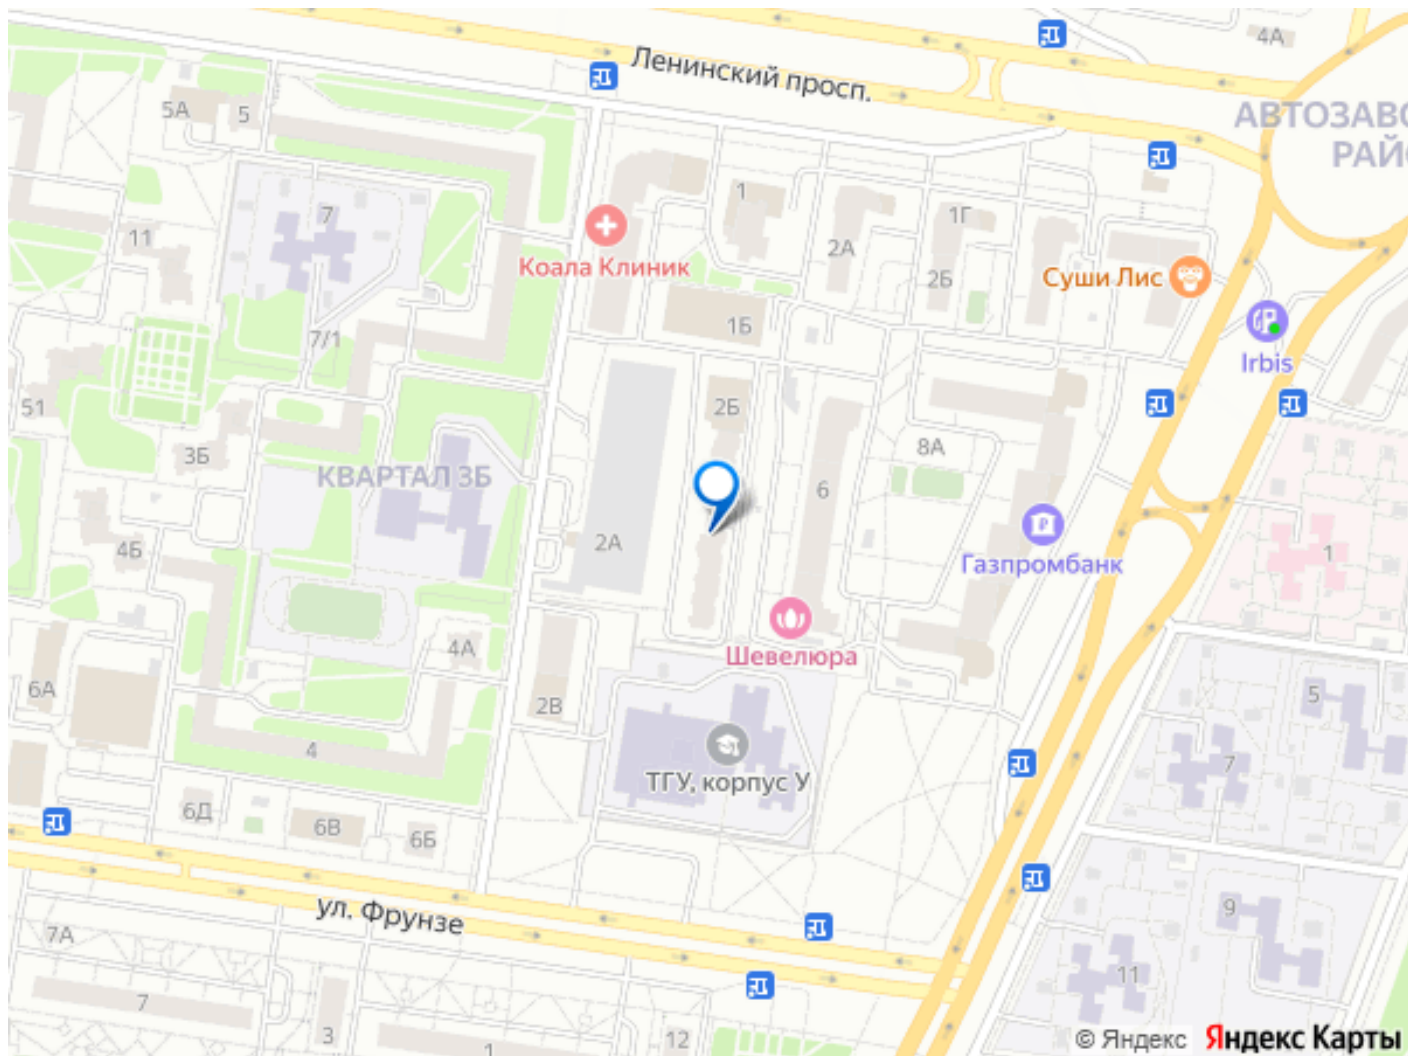 Ленинский просп.
4А
АВТОЗАВО
РАЙО
5А
5
7
1
1Г
11
2А
Коала Клиник
2Б
Суши Лис
1Б
7/1
Irbis
51
2Б
3Б
8А
КВАРТАЛ 3Б
6
4Б
2А
Газпромбанк
1
4А
Шевелюра
6А
2В
5
4
7
ТГУ, корпус У
6Д
6В
6Б
ул. Фрунзе
9
7А
11
7
3
1
12
© Яндекс Яндекс Карты